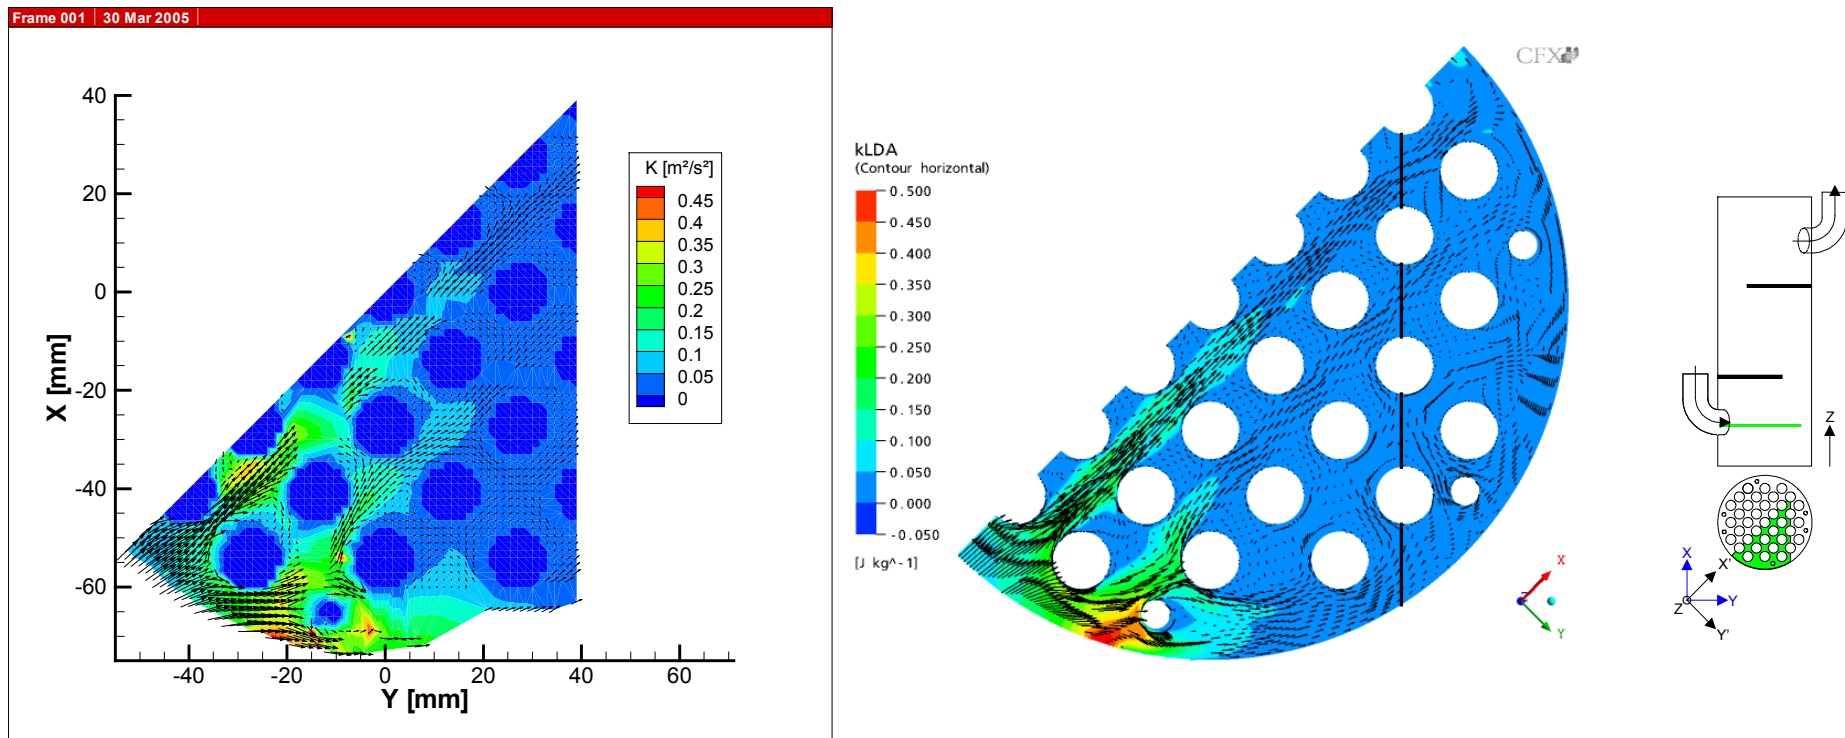 Frame 001 | 30 Mar 2005
40
20
0
-20
-40
-60
X [mm]
-40
-20
0
20
40
60
Y [mm]
K [m²/s²]
0.45
0.4
0.35
0.3
0.25
0.2
0.15
0.1
0.05
0
CFX
kLDA
(Contour horizontal)
0.500
0.450
0.400
0.350
0.300
0.250
0.200
0.150
0.100
0.050
0.000
-0.050
[J kg^-1]
X
Z
Y
Z
X
X'
Y
Z
Y'